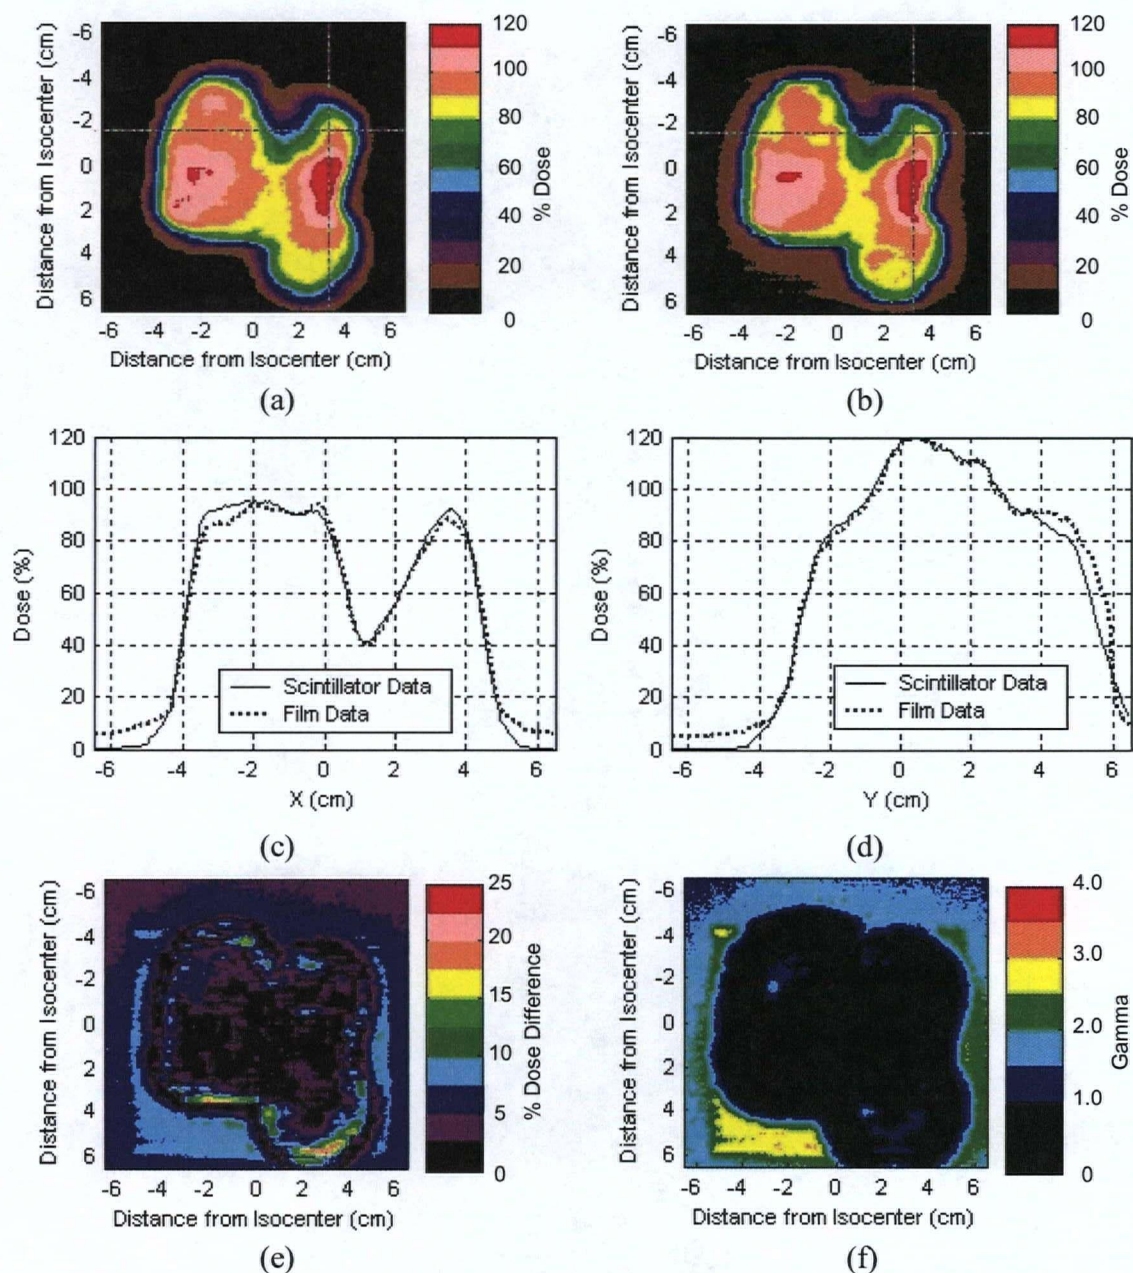 -6
-4
-2
0
2
4
6
Distance from Isocenter (cm)
-6 -4 -2 0 2 4 6
Distance from Isocenter (cm)
120
100
80
60
40
20
0
% Dose
(a)
-6
-4
-2
0
2
4
6
Distance from Isocenter (cm)
-6 -4 -2 0 2 4 6
Distance from Isocenter (cm)
120
100
80
60
40
20
0
% Dose
(b)
120
100
80
60
40
20
0
Dose (%)
Scintillator Data
Film Data
-6 -4 -2 0 2 4 6
X (cm)
(c)
120
100
80
60
40
20
0
Dose (%)
Scintillator Data
Film Data
-6 -4 -2 0 2 4 6
Y (cm)
(d)
-6
-4
-2
0
2
4
6
Distance from Isocenter (cm)
-6 -4 -2 0 2 4 6
Distance from Isocenter (cm)
25
20
15
10
5
0
% Dose Difference
(e)
-6
-4
-2
0
2
4
6
Distance from Isocenter (cm)
-6 -4 -2 0 2 4 6
Distance from Isocenter (cm)
4.0
3.0
2.0
1.0
0
Gamma
(f)